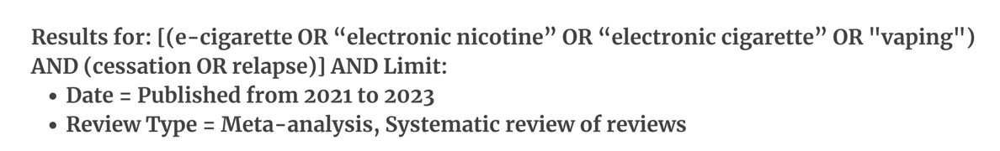 Results for: [(e-cigarette OR “electronic nicotine” OR “electronic cigarette” OR "vaping")
AND (cessation OR relapse)] AND Limit:
• Date = Published from 2021 to 2023
• Review Type = Meta-analysis, Systematic review of reviews